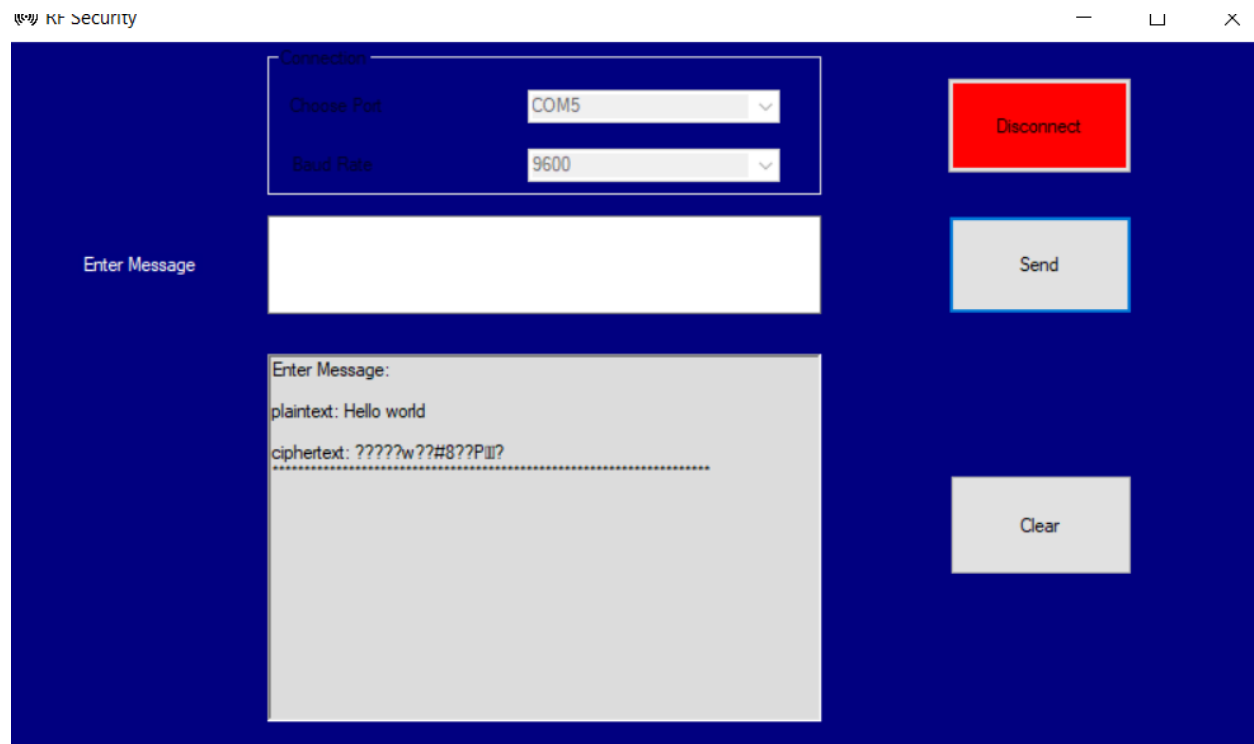 RF Security
Connection
Choose Port
COM5
Disconnect
Baud Rate
9600
Enter Message
Send
Enter Message:
plaintext: Hello world
ciphertext: ?????w??#8??P▯▯?
**********************************************************************
Clear